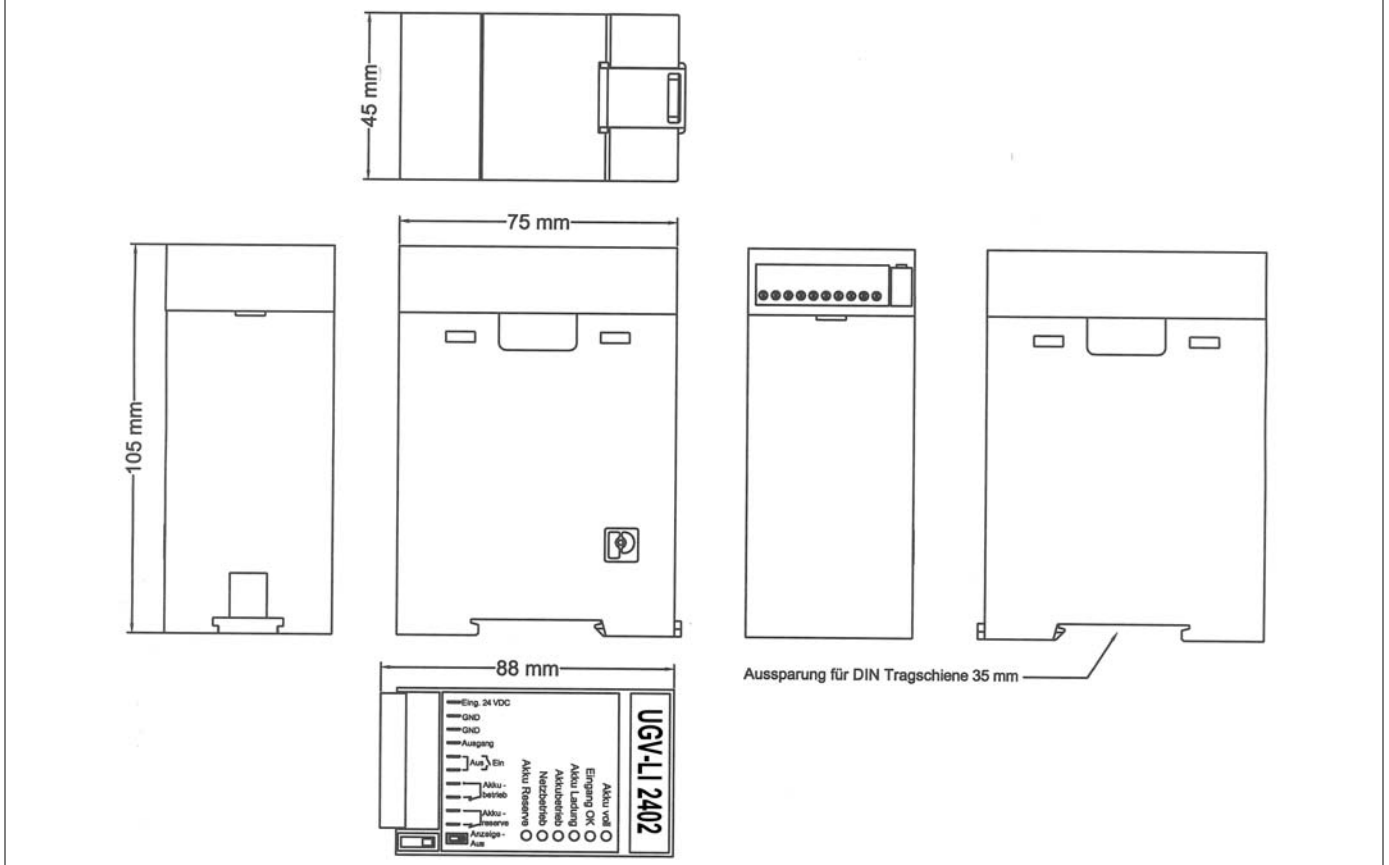 45 mm
75 mm
105 mm
Aussparung für DIN Tragschiene 35 mm
88 mm
Eing. 24 VDC
GND
GND
Ausgang
Aus Ein
Akku -
betrieb
Akku -
reserve
Anzeige -
Aus
Akku Reserve
Netzbetrieb
Akkubetrieb
Akku Ladung
Eingang OK
Akku voll
UGV-LI 2402